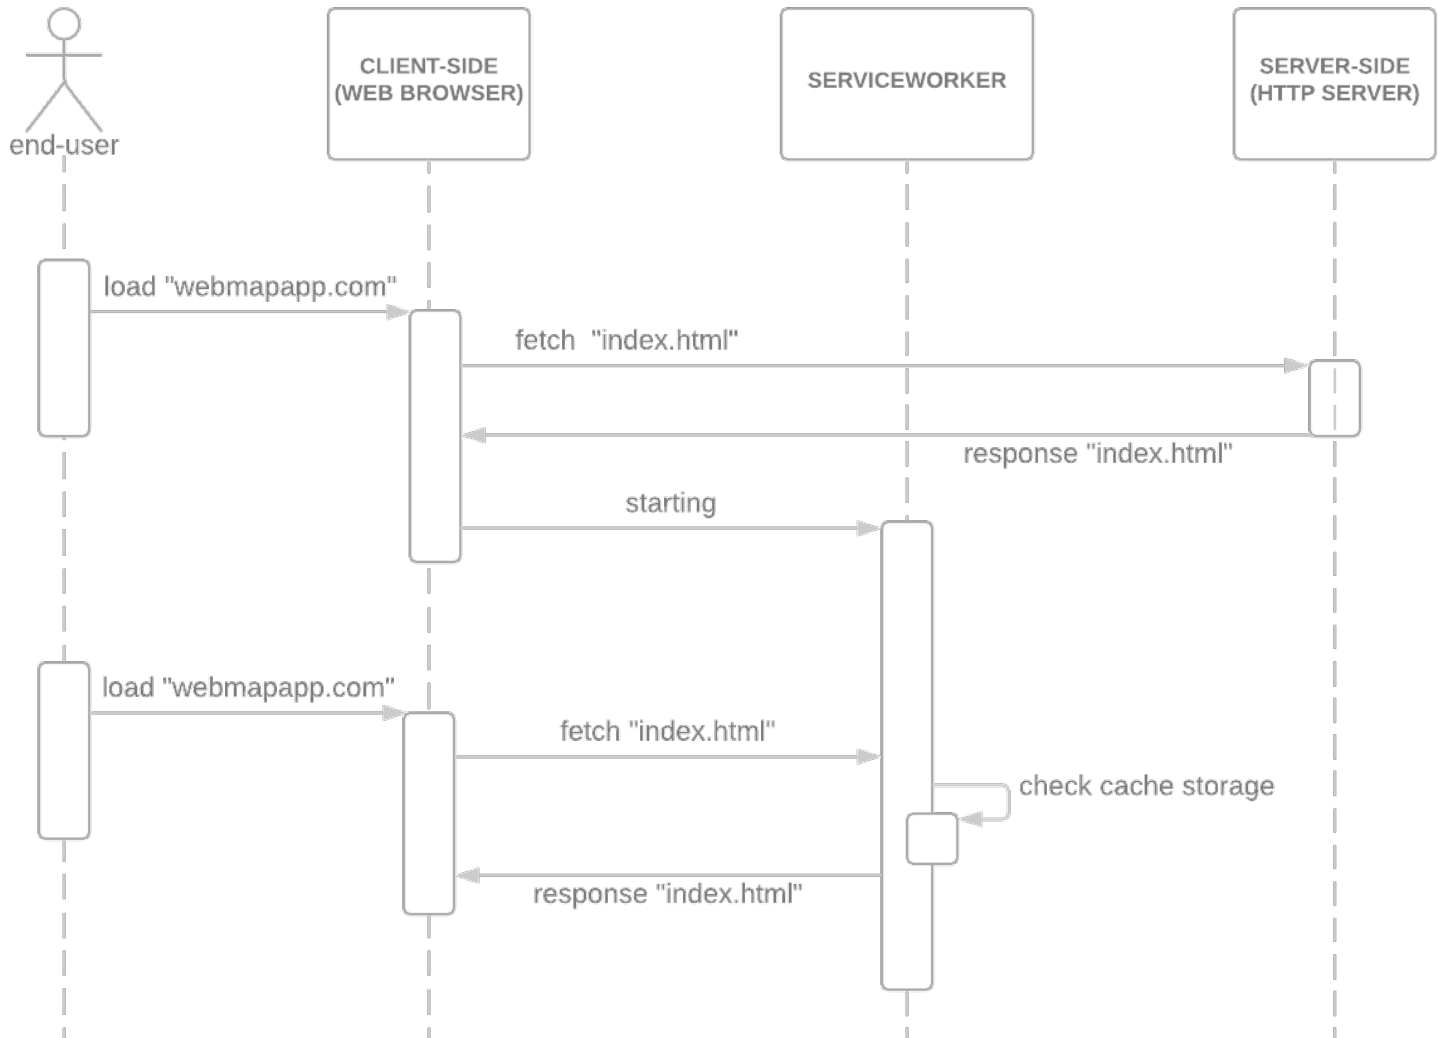 end-user
CLIENT-SIDE
(WEB BROWSER)
SERVICEWORKER
SERVER-SIDE
(HTTP SERVER)
load "webmapapp.com"
fetch "index.html"
response "index.html"
starting
load "webmapapp.com"
fetch "index.html"
check cache storage
response "index.html"